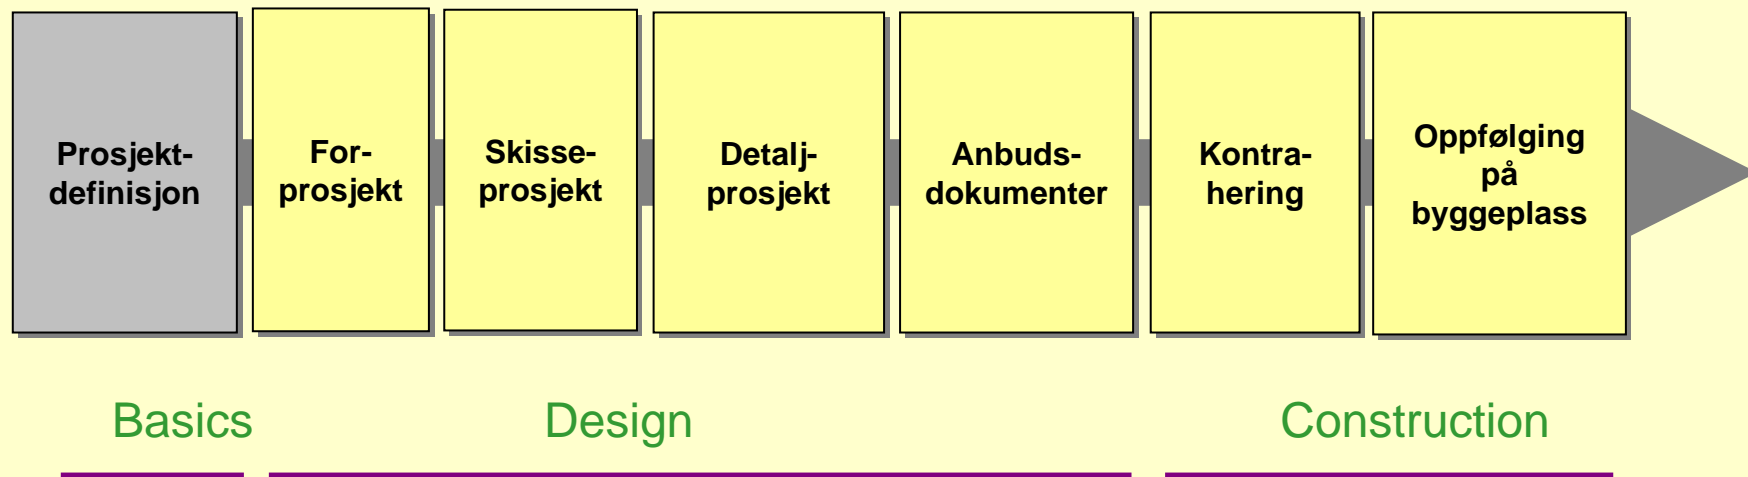 Prosjekt-
definisjon
For-
prosjekt
Skisse-
prosjekt
Detalj-
prosjekt
Anbuds-
dokumenter
Kontra-
hering
Oppfølging
på
byggeplass
Basics
Design
Construction